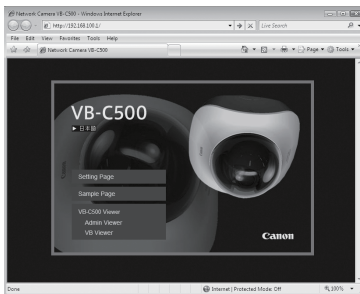 Network Camera VB-C500 - Windows Internet Explorer
http://192.168.100.1/
Live Search
File Edit View Favorites Tools Help
Network Camera VB-C500
Page Tools
VB-C500
日本語
Setting Page
Sample Page
VB-C500 Viewer
Admin Viewer
VB Viewer
Canon
Done
Internet | Protected Mode: Off
100%